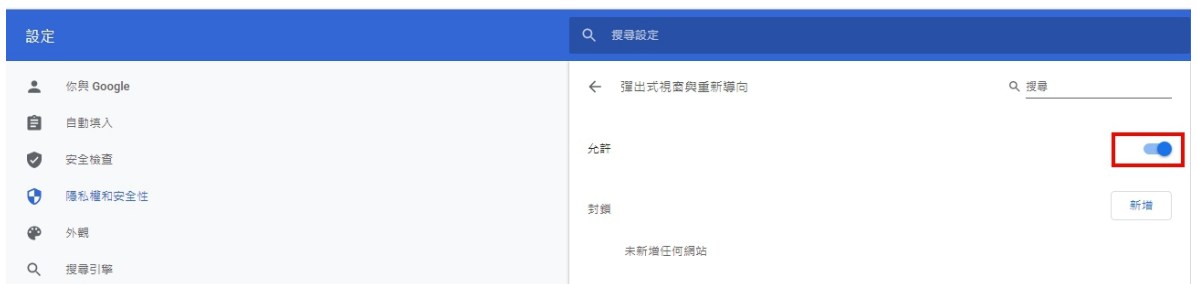 設定
搜尋設定
你與 Google
自動填入
安全檢查
隱私權和安全性
外觀
搜尋引擎
彈出式視窗與重新導向
搜尋
允許
封鎖
新增
未新增任何網站